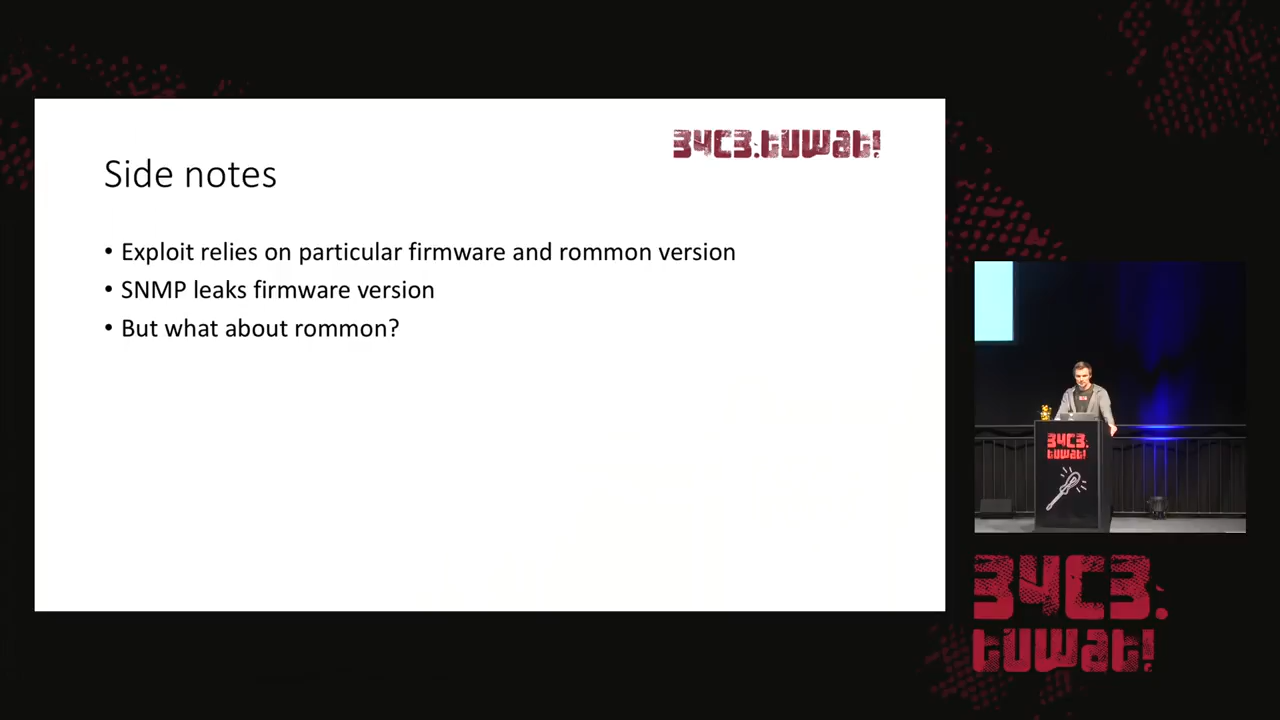 34C3.tuwat!
Side notes
• Exploit relies on particular firmware and rommon version
• SNMP leaks firmware version
• But what about rommon?
34C3.
tuwat!
34C3.
tuwat!